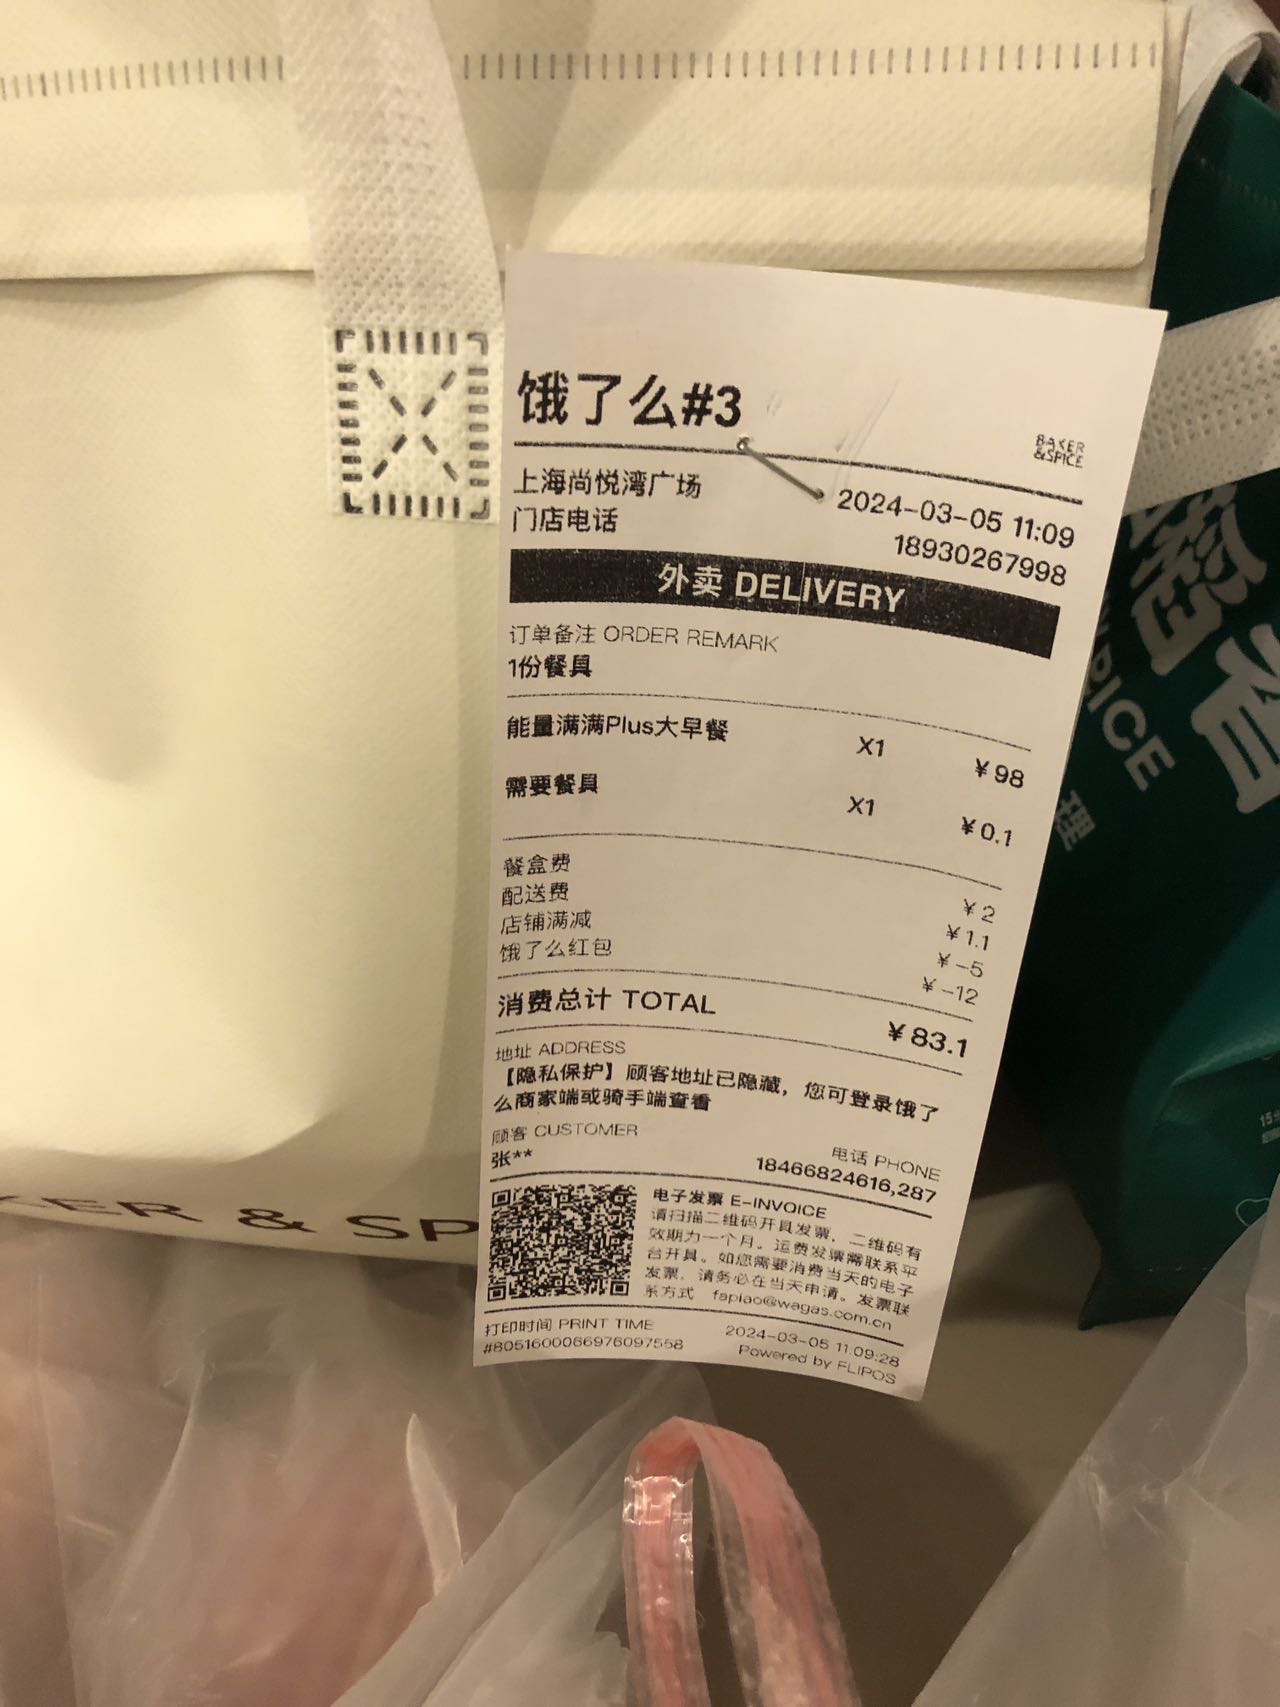 饿了么#3
BAKER
&SPICE
上海尚悦湾广场 2024-03-05 11:09
门店电话 18930267998
外卖 DELIVERY
订单备注 ORDER REMARK
1份餐具
能量满满Plus大早餐 X1 ¥98
需要餐具 X1 ¥0.1
餐盒费 ¥2
配送费 ¥1.1
店铺满减 ¥-5
饿了么红包 ¥-12
消费总计 TOTAL ¥83.1
地址 ADDRESS
【隐私保护】顾客地址已隐藏，您可登录饿了
么商家端或骑手端查看
顾客 CUSTOMER 电话 PHONE
张** 18466824616,287
电子发票 E-INVOICE
请扫描二维码开具发票，二维码有
效期为一个月。运费发票需联系平
台开具。如您需要消费当天的电子
发票，请务必在当天申请。发票联
系方式 fapiao@wagas.com.cn
打印时间 PRINT TIME 2024-03-05 11:09:28
#8051600066976097558 Powered by FLIPOS
KER & SP
PICE
理